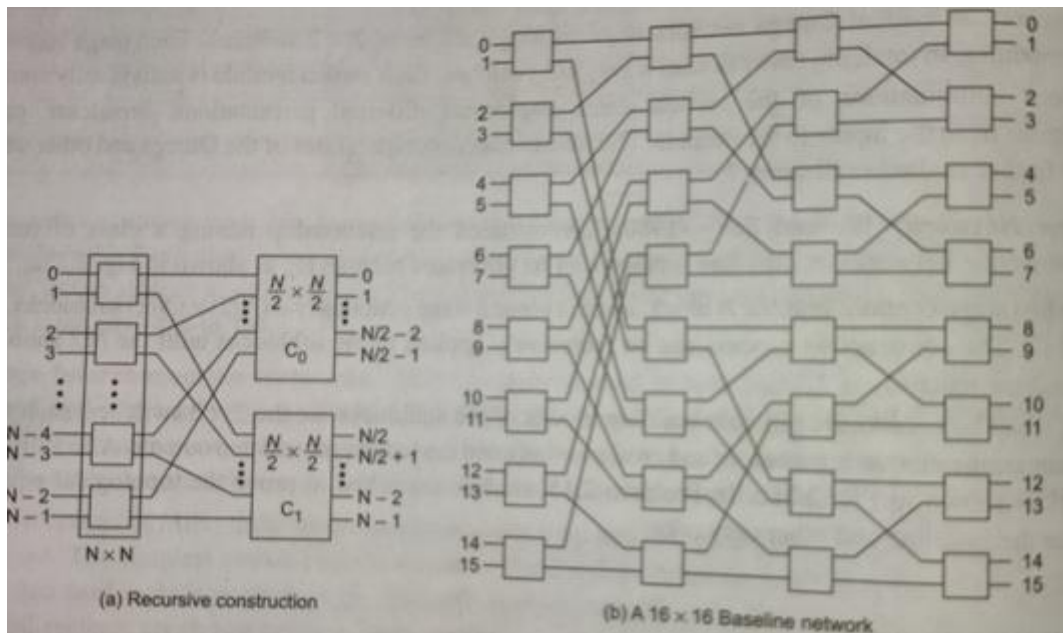 0
1
2
3
N – 4
N – 3
N – 2
N – 1
N × N
N/2 × N/2
C0
N/2 × N/2
C1
0
1
N/2 – 2
N/2 – 1
N/2
N/2 + 1
N – 2
N – 1
(a) Recursive construction
0
1
2
3
4
5
6
7
8
9
10
11
12
13
14
15
0
1
2
3
4
5
6
7
8
9
10
11
12
13
14
15
(b) A 16 × 16 Baseline network